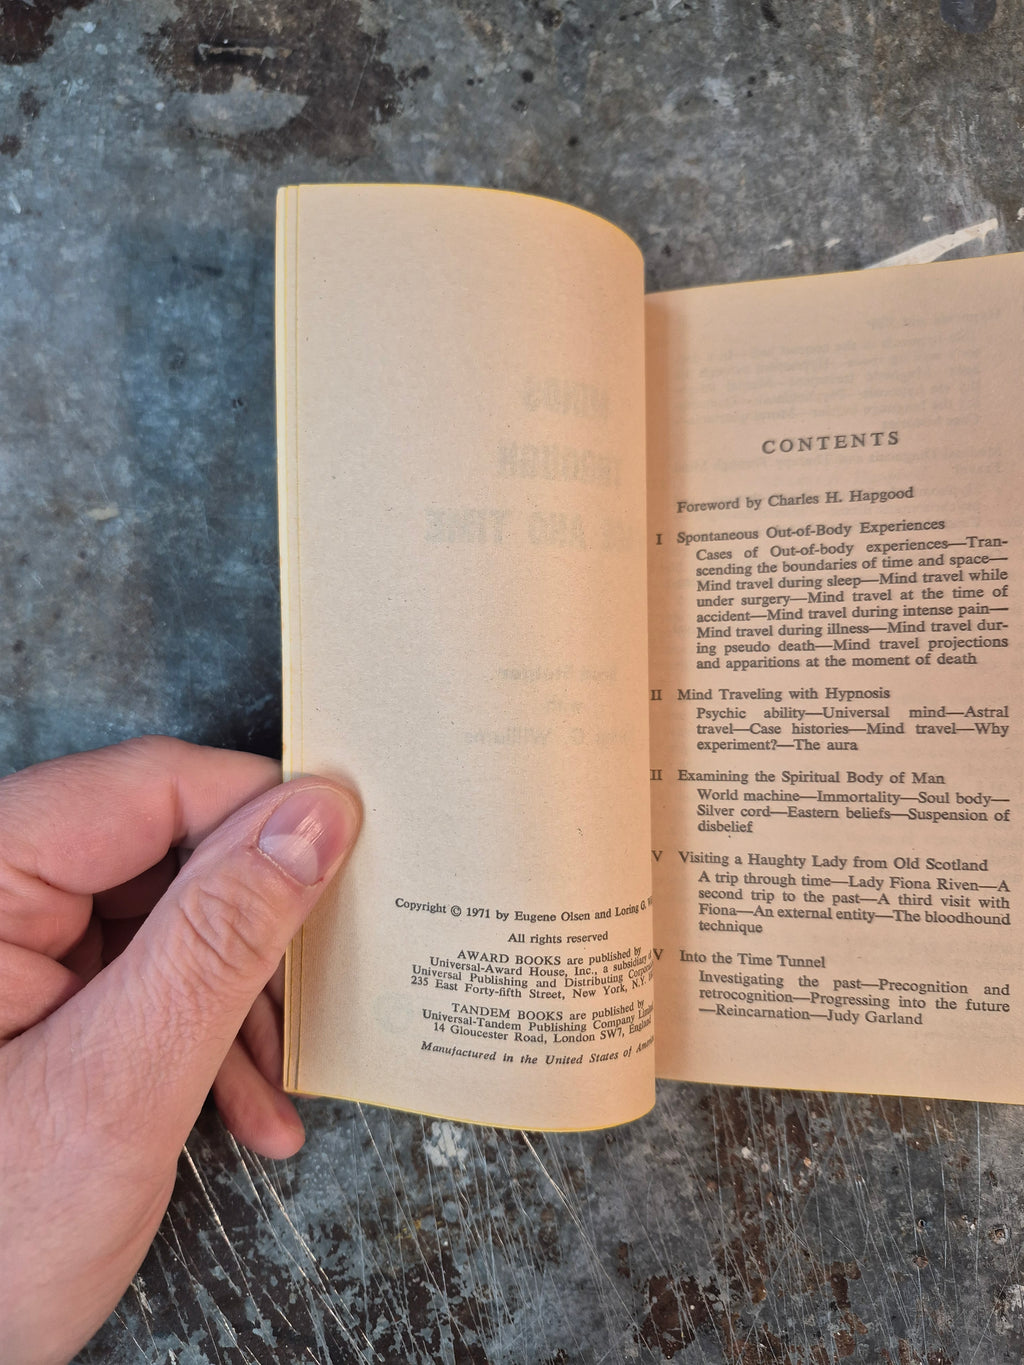 Copyright © 1971 by Eugene Olsen and Loring G.
All rights reserved
AWARD BOOKS are published by
Universal-Award House, Inc., a subsidiary of
Universal Publishing and Distributing
235 East Forty-fifth Street, New York, N.Y.
TANDEM BOOKS are published by
Universal-Tandem Publishing Company
14 Gloucester Road, London SW7, England
Manufactured in the United States of
CONTENTS
Foreword by Charles H. Hapgood
I Spontaneous Out-of-Body Experiences
Cases of Out-of-body experiences—Tran-
scending the boundaries of time and space—
Mind travel during sleep—Mind travel while
under surgery—Mind travel at the time of
accident—Mind travel during intense pain—
Mind travel during illness—Mind travel dur-
ing pseudo death—Mind travel projections
and apparitions at the moment of death
II Mind Traveling with Hypnosis
Psychic ability—Universal mind—Astral
travel—Case histories—Mind travel—Why
experiment?—The aura
II Examining the Spiritual Body of Man
World machine—Immortality—Soul body—
Silver cord—Eastern beliefs—Suspension of
disbelief
V Visiting a Haughty Lady from Old Scotland
A trip through time—Lady Fiona Riven—A
second trip to the past—A third visit with
Fiona—An external entity—The bloodhound
technique
V Into the Time Tunnel
Investigating the past—Precognition and
retrocognition—Progressing into the future
—Reincarnation—Judy Garland